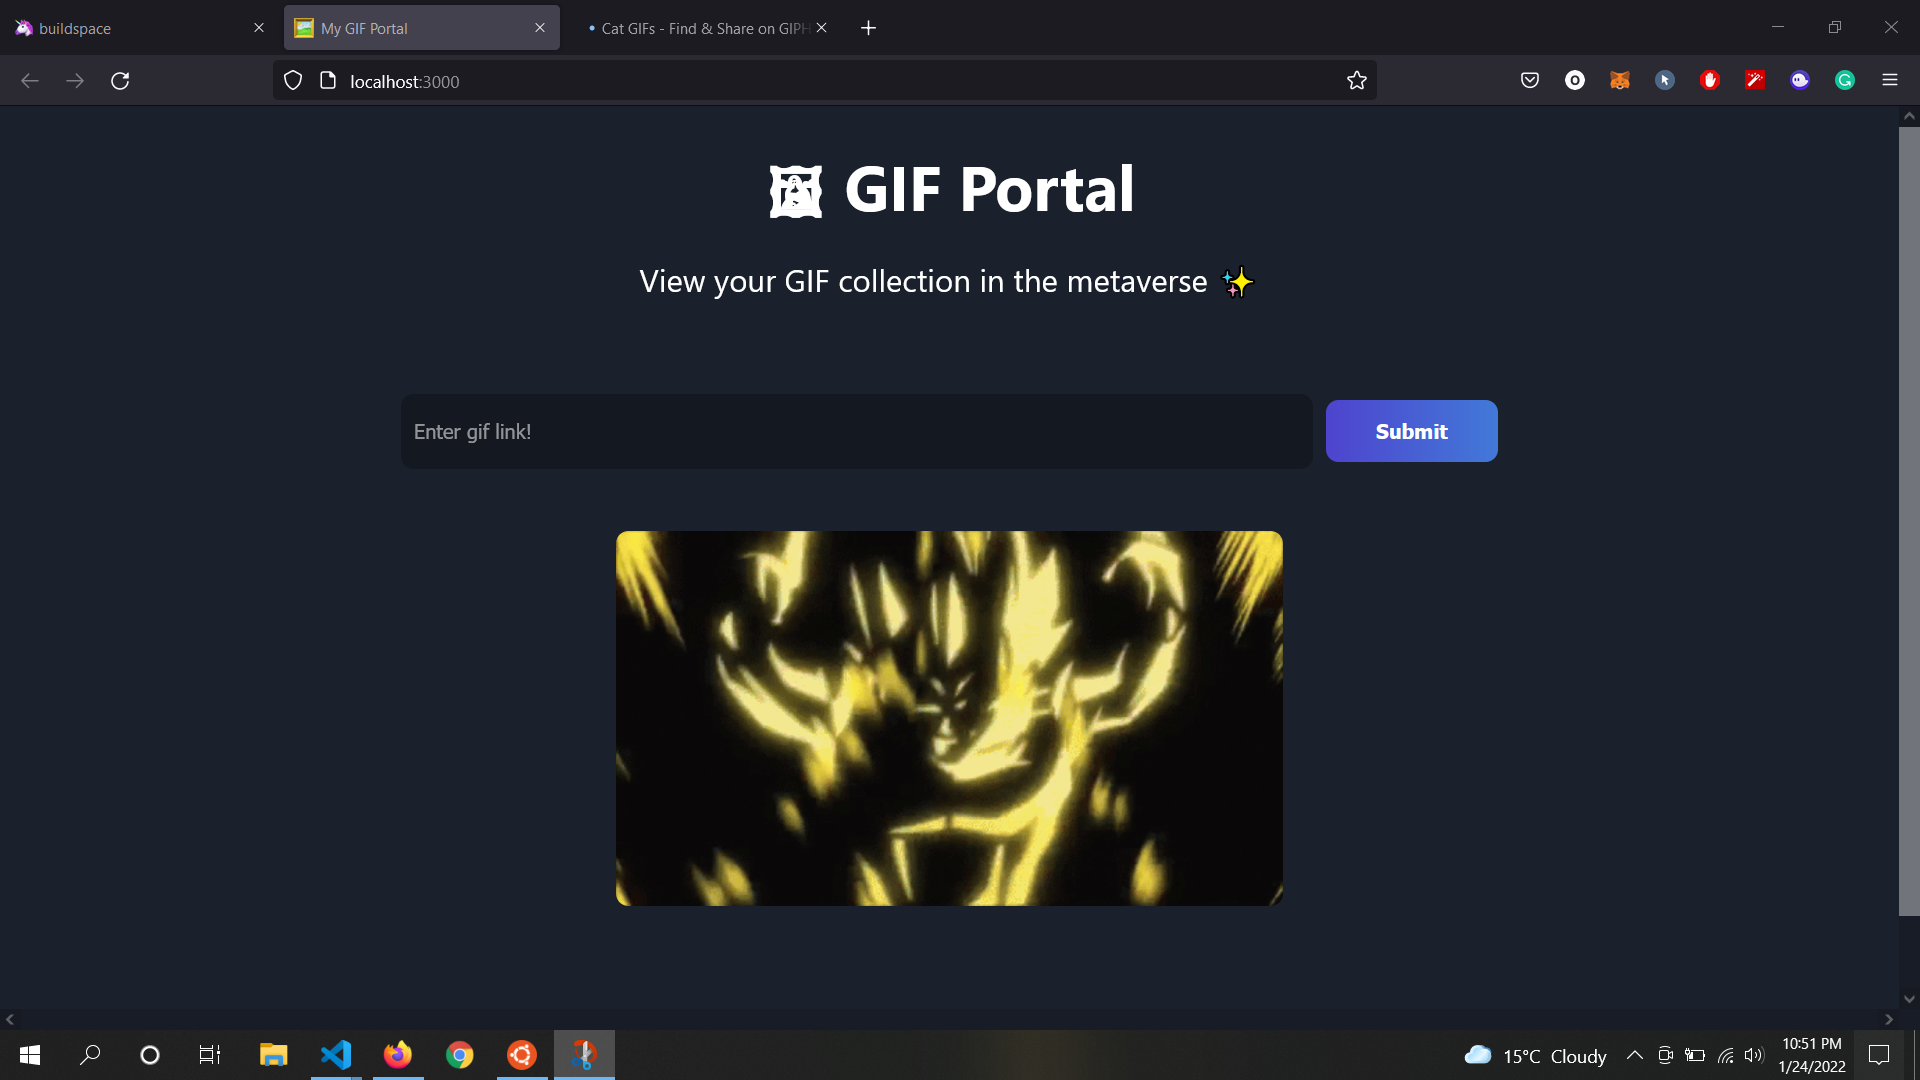 buildspace
My GIF Portal
Cat GIFs - Find & Share on GIPH
localhost:3000
GIF Portal
View your GIF collection in the metaverse ✨
Enter gif link!
Submit
15°C Cloudy
10:51 PM
1/24/2022